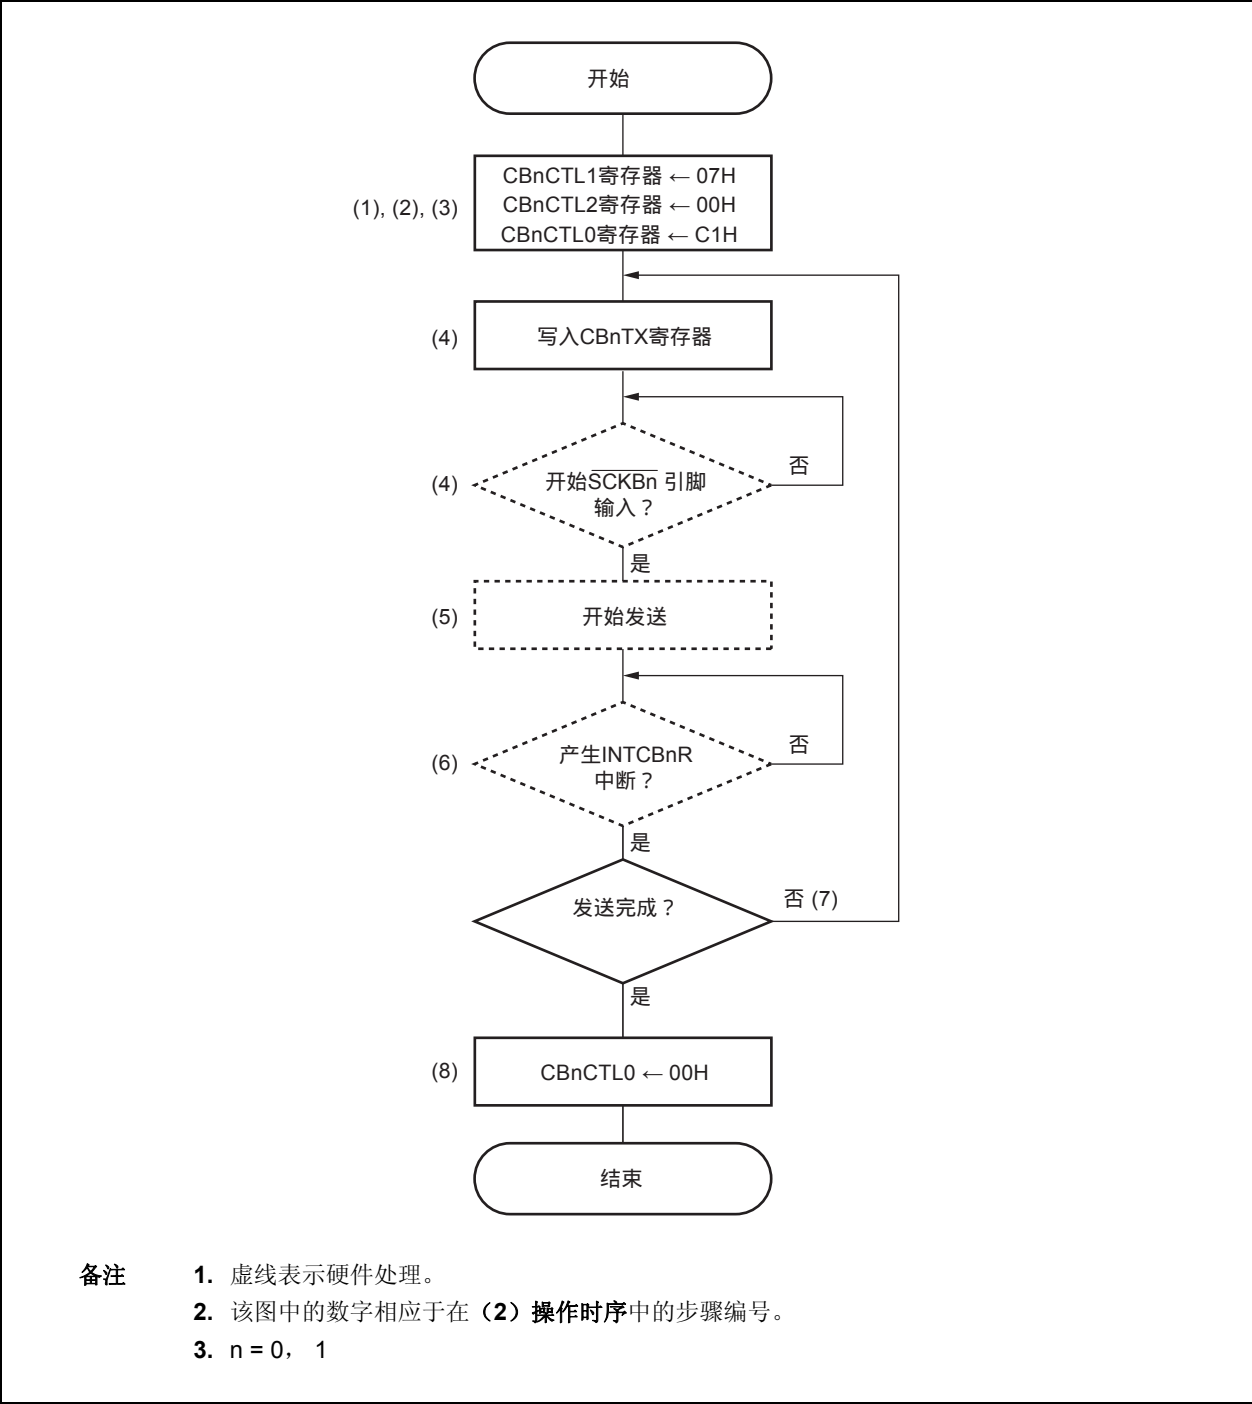 开始
CBnCTL1寄存器 ← 07H
CBnCTL2寄存器 ← 00H
(1), (2), (3)
CBnCTL0寄存器 ← C1H
(4) 写入CBnTX寄存器
否
(4) 开始SCKBn 引脚
输入？
是
(5) 开始发送
否
(6) 产生INTCBnR
中断？
是
发送完成？ 否 (7)
是
(8) CBnCTL0 ← 00H
结束
备注 1. 虚线表示硬件处理。
2. 该图中的数字相应于在（2）操作时序中的步骤编号。
3. n = 0， 1